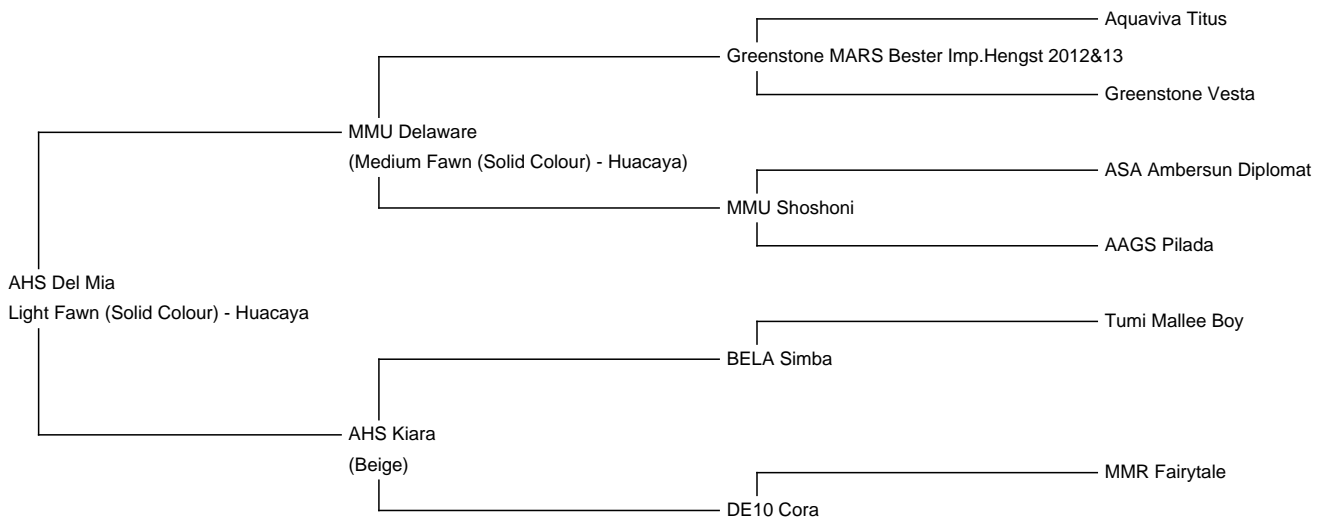 Aquaviva Titus
Greenstone MARS Bester Imp.Hengst 2012&13
Greenstone Vesta
MMU Delaware
(Medium Fawn (Solid Colour) - Huacaya)
ASA Ambersun Diplomat
MMU Shoshoni
AAGS Pilada
AHS Del Mia
Light Fawn (Solid Colour) - Huacaya
Tumi Mallee Boy
BELA Simba
AHS Kiara
(Beige)
MMR Fairytale
DE10 Cora